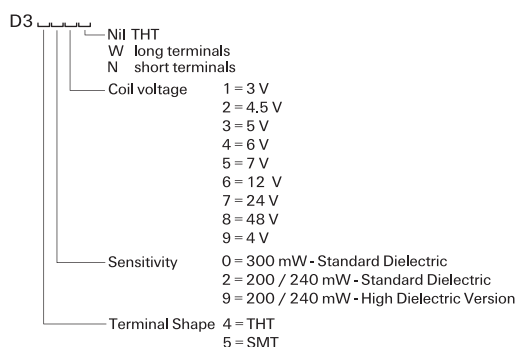 D3
Nil THT
W long terminals
N short terminals
Coil voltage 1 = 3 V
2 = 4.5 V
3 = 5 V
4 = 6 V
5 = 7 V
6 = 12 V
7 = 24 V
8 = 48 V
9 = 4 V
Sensitivity 0 = 300 mW - Standard Dielectric
2 = 200 / 240 mW - Standard Dielectric
9 = 200 / 240 mW - High Dielectric Version
Terminal Shape 4 = THT
5 = SMT